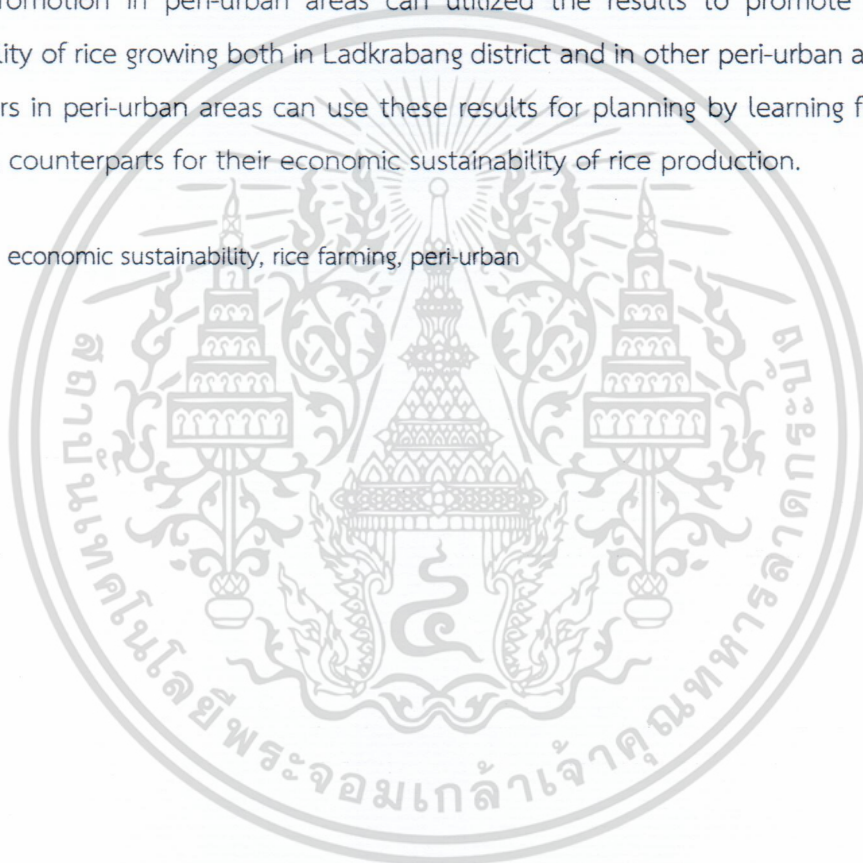 romotion in peri-urban areas can utilized the results to promote
lity of rice growing both in Ladkrabang district and in other peri-urban a
rs in peri-urban areas can use these results for planning by learning f
counterparts for their economic sustainability of rice production.
economic sustainability, rice farming, peri-urban
๔
สถาบันเทคโนโลยีพระจอมเกล้าเจ้าคุณทหารลาดกระบัง